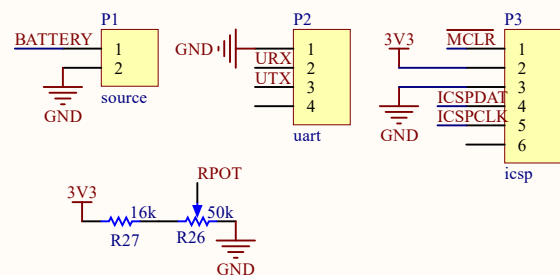 P1
BATTERY
1
2
GND
source
P2
GND
1
URX
2
UTX
3
4
uart
P3
3V3
MCLR
1
2
3
ICSPDAT
4
ICSPCLK
5
GND
6
icsp
RPOT
3V3
16k
50k
R27
R26
GND